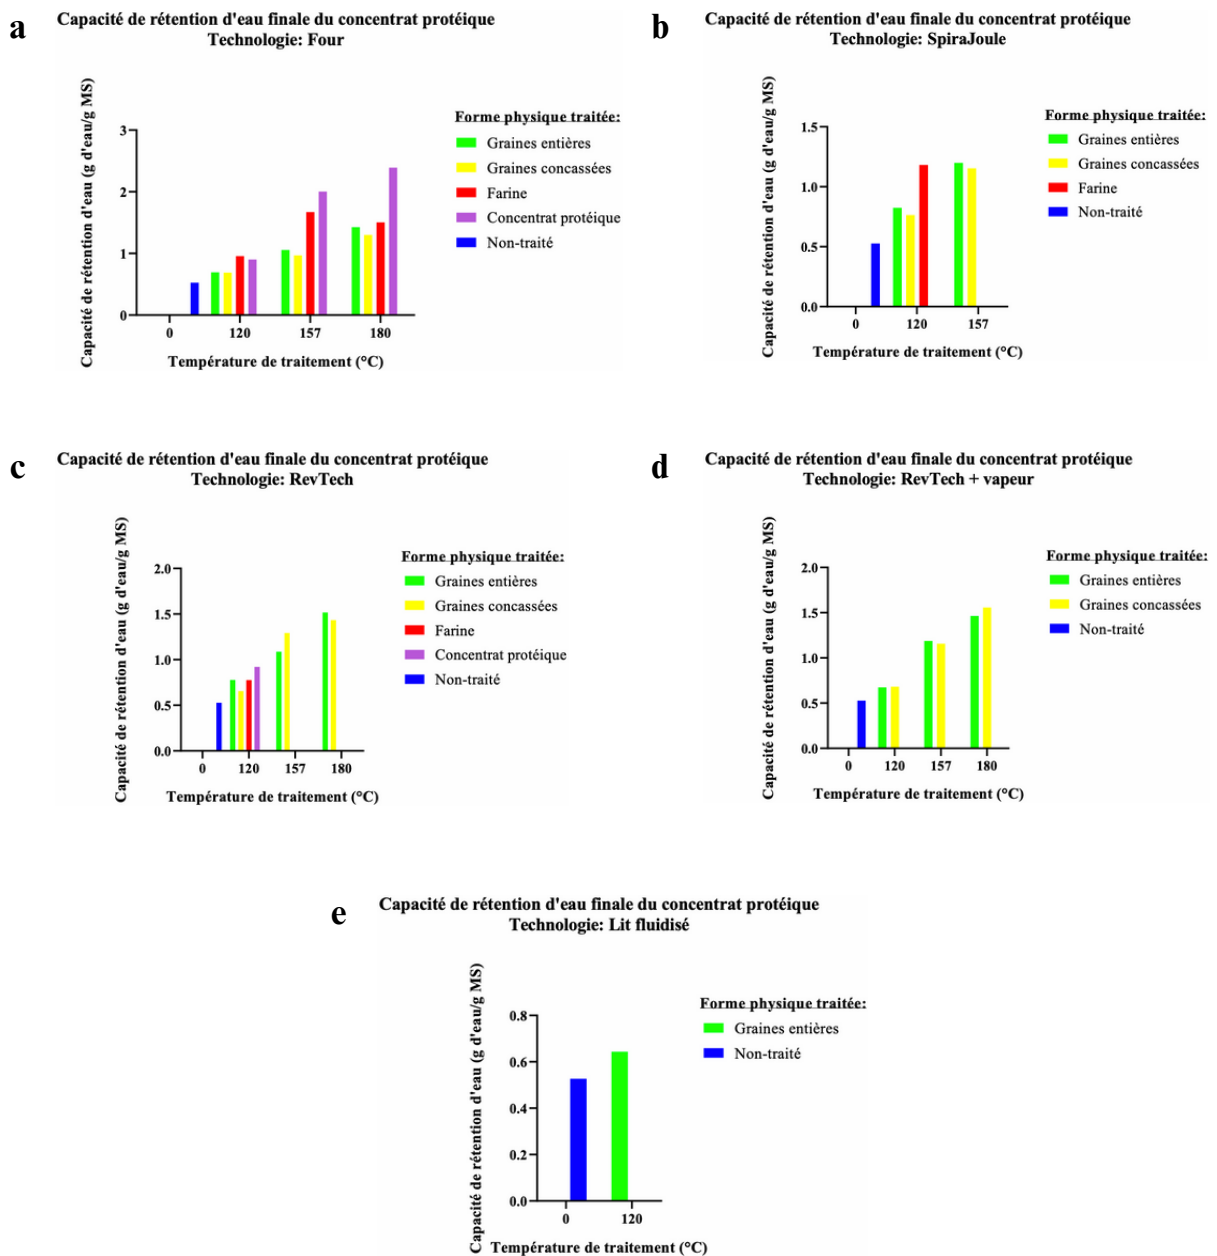 a
Capacité de rétention d'eau finale du concentrat protéique
Technologie: Four
Capacité de rétention d'eau (g d'eau/g MS)
3
2
1
0
0 120 157 180
Température de traitement (°C)
Forme physique traitée:
Graines entières
Graines concassées
Farine
Concentrat protéique
Non-traité
b
Capacité de rétention d'eau finale du concentrat protéique
Technologie: SpiraJoule
Capacité de rétention d'eau (g d'eau/g MS)
1.5
1.0
0.5
0.0
0 120 157
Température de traitement (°C)
Forme physique traitée:
Graines entières
Graines concassées
Farine
Non-traité
c
Capacité de rétention d'eau finale du concentrat protéique
Technologie: RevTech
Capacité de rétention d'eau (g d'eau/g MS)
2.0
1.5
1.0
0.5
0.0
0 120 157 180
Température de traitement (°C)
Forme physique traitée:
Graines entières
Graines concassées
Farine
Concentrat protéique
Non-traité
d
Capacité de rétention d'eau finale du concentrat protéique
Technologie: RevTech + vapeur
Capacité de rétention d'eau (g d'eau/g MS)
2.0
1.5
1.0
0.5
0.0
0 120 157 180
Température de traitement (°C)
Forme physique traitée:
Graines entières
Graines concassées
Non-traité
e
Capacité de rétention d'eau finale du concentrat protéique
Technologie: Lit fluidisé
Capacité de rétention d'eau (g d'eau/g MS)
0.8
0.6
0.4
0.2
0.0
0 120
Température de traitement (°C)
Forme physique traitée:
Graines entières
Non-traité